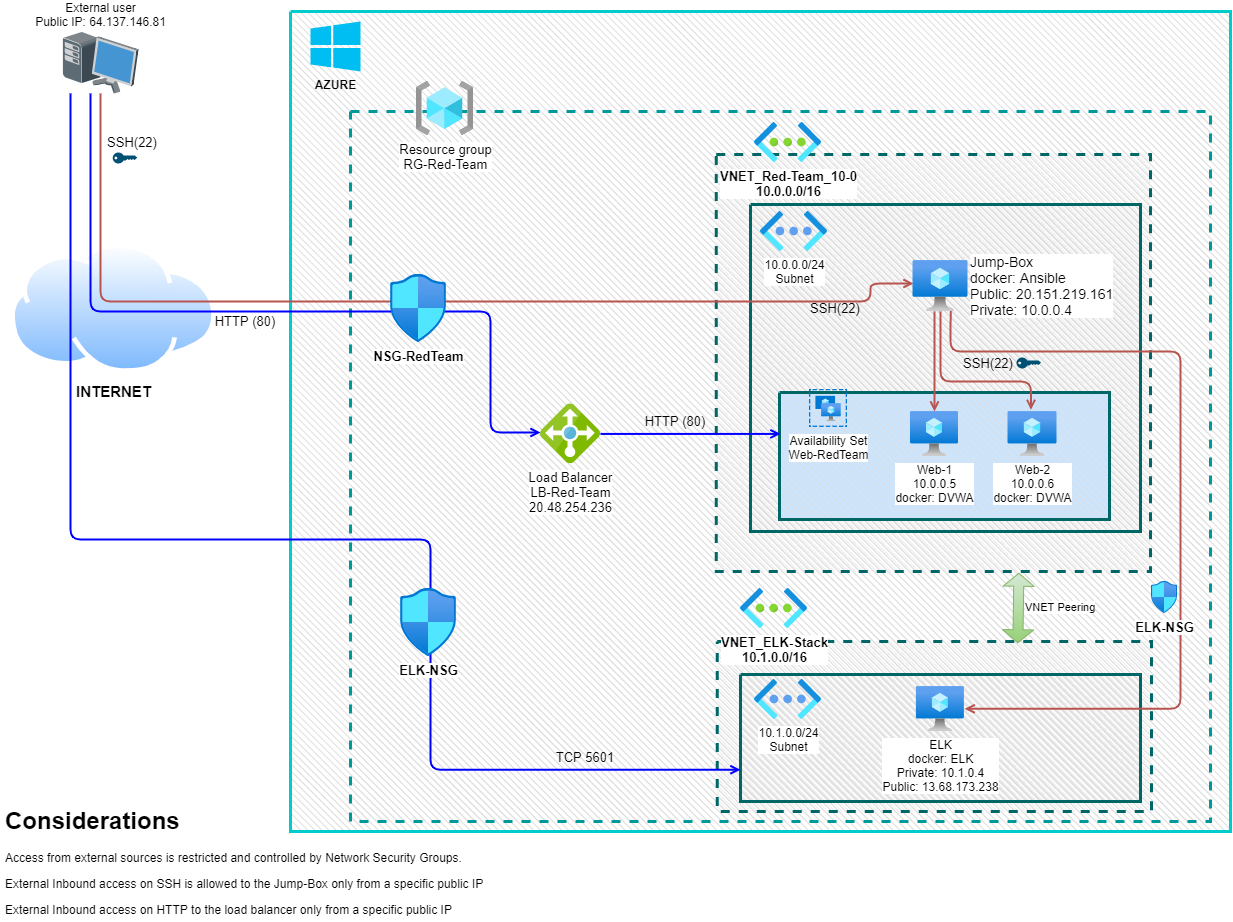 External user
Public IP: 64.137.146.81
AZURE
SSH(22)
Resource group
RG-Red-Team
VNET_Red-Team_10-0
10.0.0.0/16
10.0.0.0/24
Subnet
Jump-Box
docker: Ansible
Public: 20.151.219.161
Private: 10.0.0.4
SSH(22)
HTTP (80)
NSG-RedTeam
INTERNET
SSH(22)
HTTP (80)
Availability Set
Web-RedTeam
Web-1
10.0.0.5
docker: DVWA
Web-2
10.0.0.6
docker: DVWA
Load Balancer
LB-Red-Team
20.48.254.236
VNET Peering
ELK-NSG
VNET_ELK-Stack
10.1.0.0/16
ELK-NSG
10.1.0.0/24
Subnet
ELK
docker: ELK
Private: 10.1.0.4
Public: 13.68.173.238
TCP 5601
Considerations
Access from external sources is restricted and controlled by Network Security Groups.
External Inbound access on SSH is allowed to the Jump-Box only from a specific public IP
External Inbound access on HTTP to the load balancer only from a specific public IP